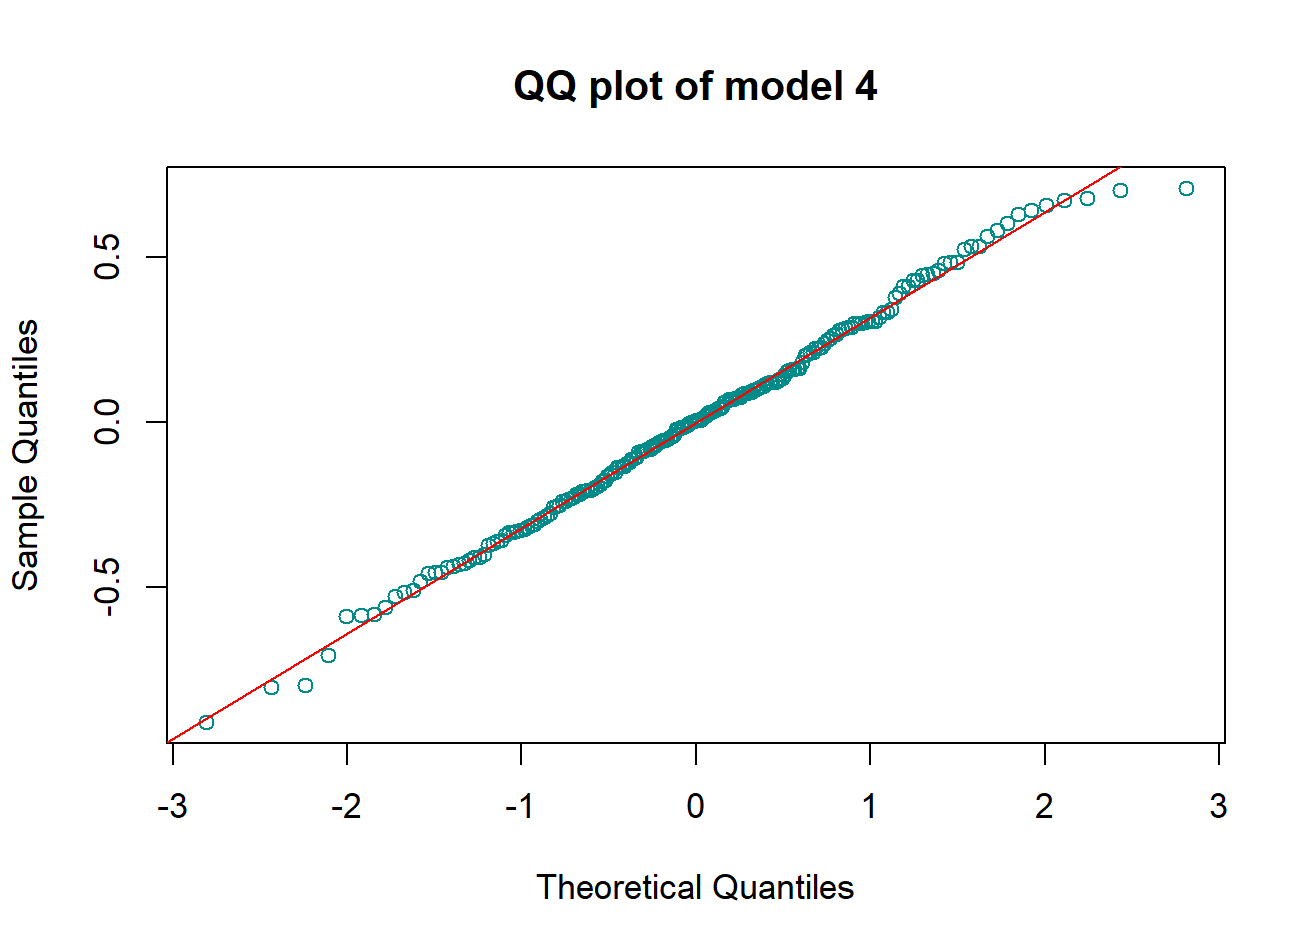 QQ plot of model 4
Sample Quantiles
0.5
0.0
-0.5
-3 -2 -1 0 1 2 3
Theoretical Quantiles